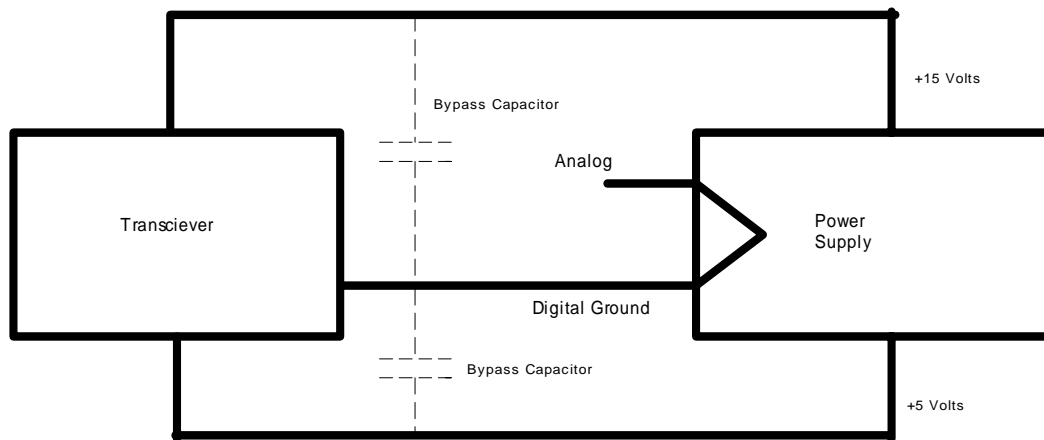 +15 Volts
Bypass Capacitor
Analog
Transciever
Power
Supply
Digital Ground
Bypass Capacitor
+5 Volts